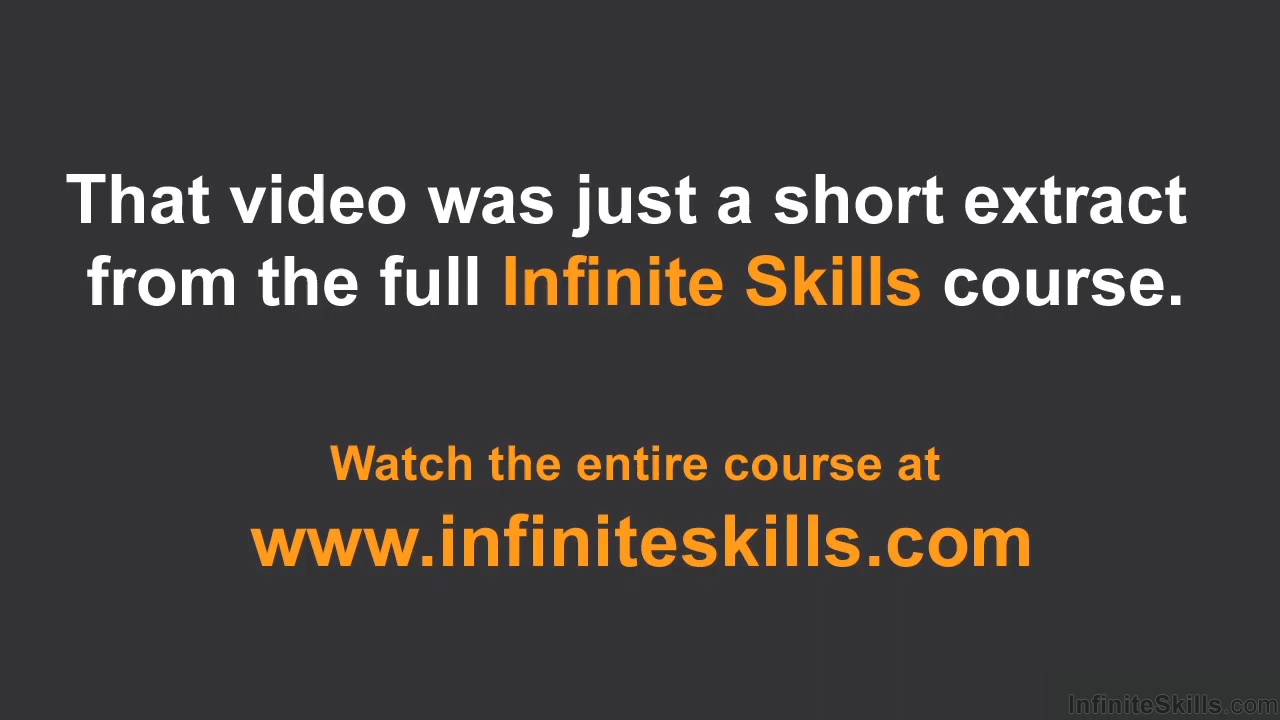 That video was just a short extract
from the full Infinite Skills course.
Watch the entire course at
www.infiniteskills.com
InfiniteSkills.com